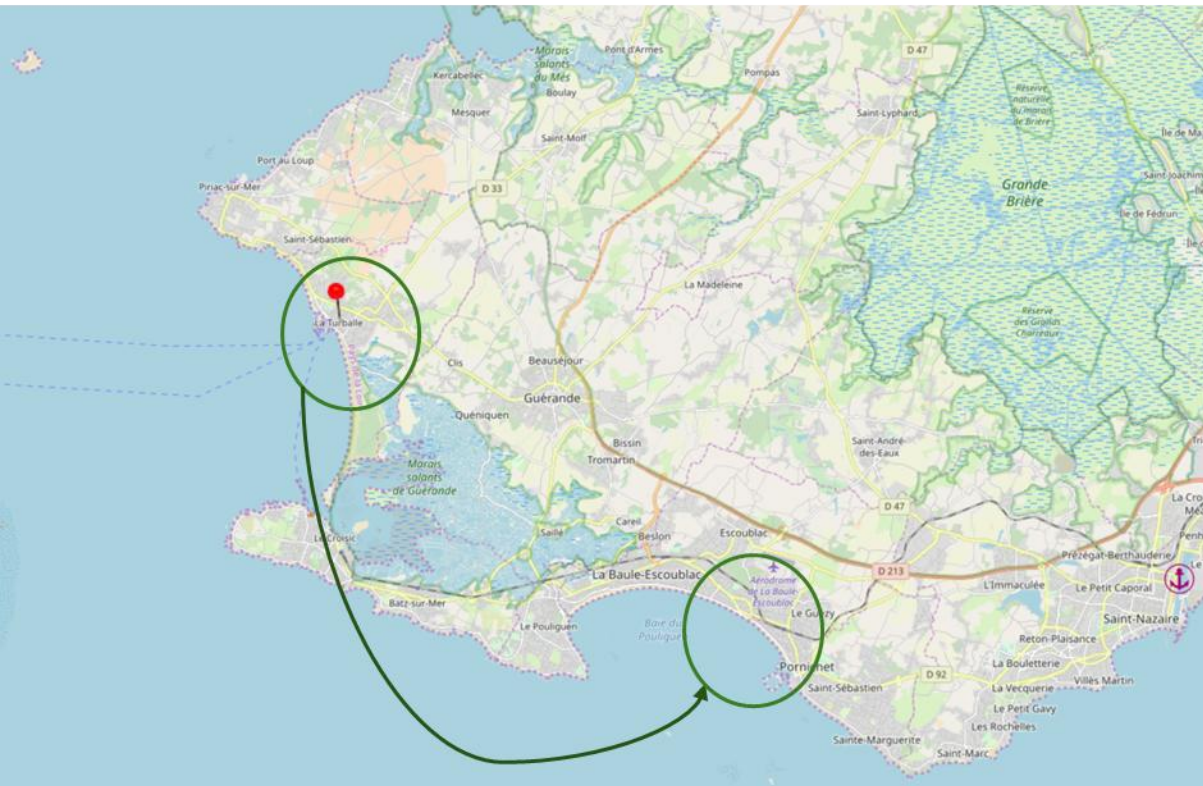 Marais
salants
du Mès
Pont d'Armes
D 47
Kercabellec
Pompas
Boulay
Réserve
naturelle
du marais
de Brière
Mesquer
Saint-Lyphard
Saint-Molf
Île de Ma
Port au Loup
Saint-Joachim
Piriac-sur-Mer
D 33
Grande
Brière
Île de Fédrun
Saint-Sébastien
La Madeleine
La Turballe
Réserve
des Grands
Charreaux
Clis
Beauséjour
Guérande
Quéniquen
Bissin
Saint-André-
des-Eaux
Tromartin
Marais
salants
de Guérande
La Cro
D 47
Le Croisic
Saillé
Careil
Beslon
Escoublac
Penh
Prézégat-Berthauderie
La Baule-Escoublac
Aérodrome
de La Baule-
Escoublac
D 213
L'Immaculée
Le Petit Caporal
Batz-sur-Mer
Le Guézy
Saint-Nazaire
Le Pouliguen
Baie du
Pouliguen
Reton-Plaisance
Pornichet
La Bouletterie
D 92
Villès Martin
Saint-Sébastien
La Vecquerie
Le Petit Gavy
Les Rochelles
Sainte-Marguerite
Saint-Marc